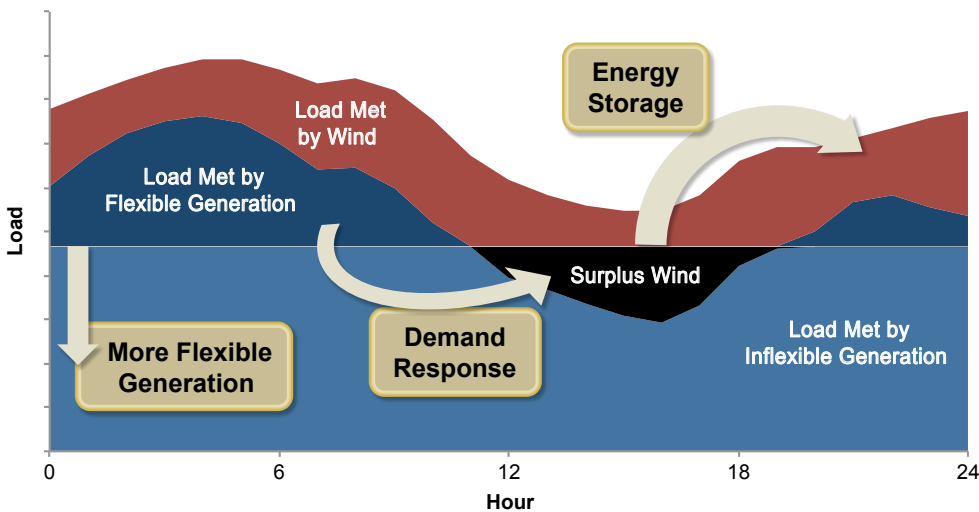 Energy
Storage
Load Met
by Wind
Load Met by
Flexible Generation
Load
Surplus Wind
Load Met by
Inflexible Generation
More Flexible
Generation
Demand
Response
0
6
12
18
24
Hour